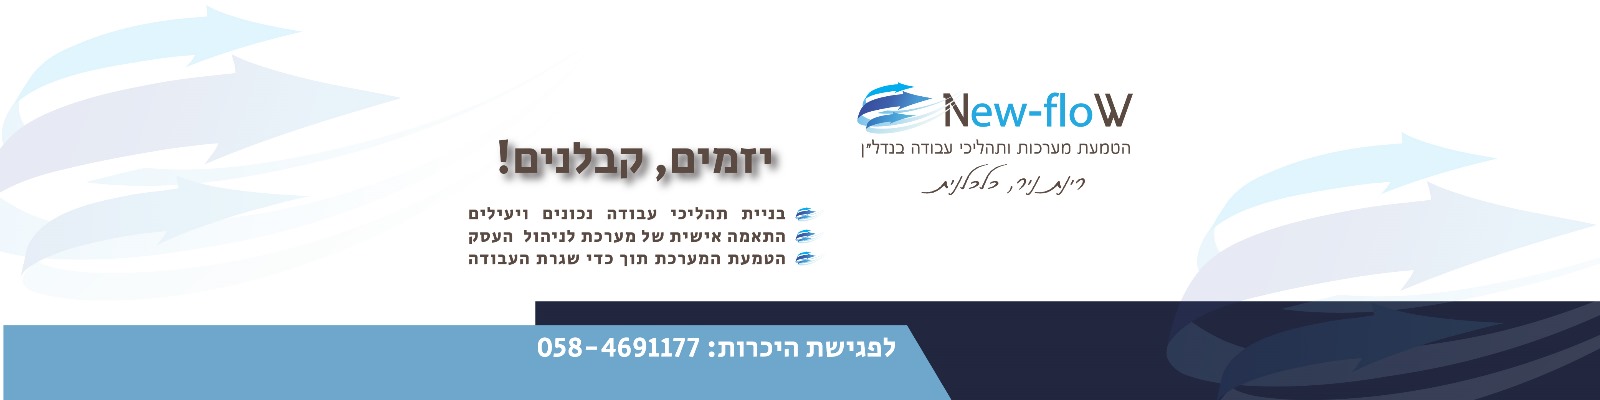 New-floW
הטמעת מערכות ותהליכי עבודה בנדל"ן
רינת ניר, כלכלנית
יזמים, קבלנים!
בניית תהליכי עבודה נכונים ויעילים
התאמה אישית של מערכת לניהול העסק
הטמעת המערכת תוך כדי שגרת העבודה
לפגישת היכרות: 058-4691177